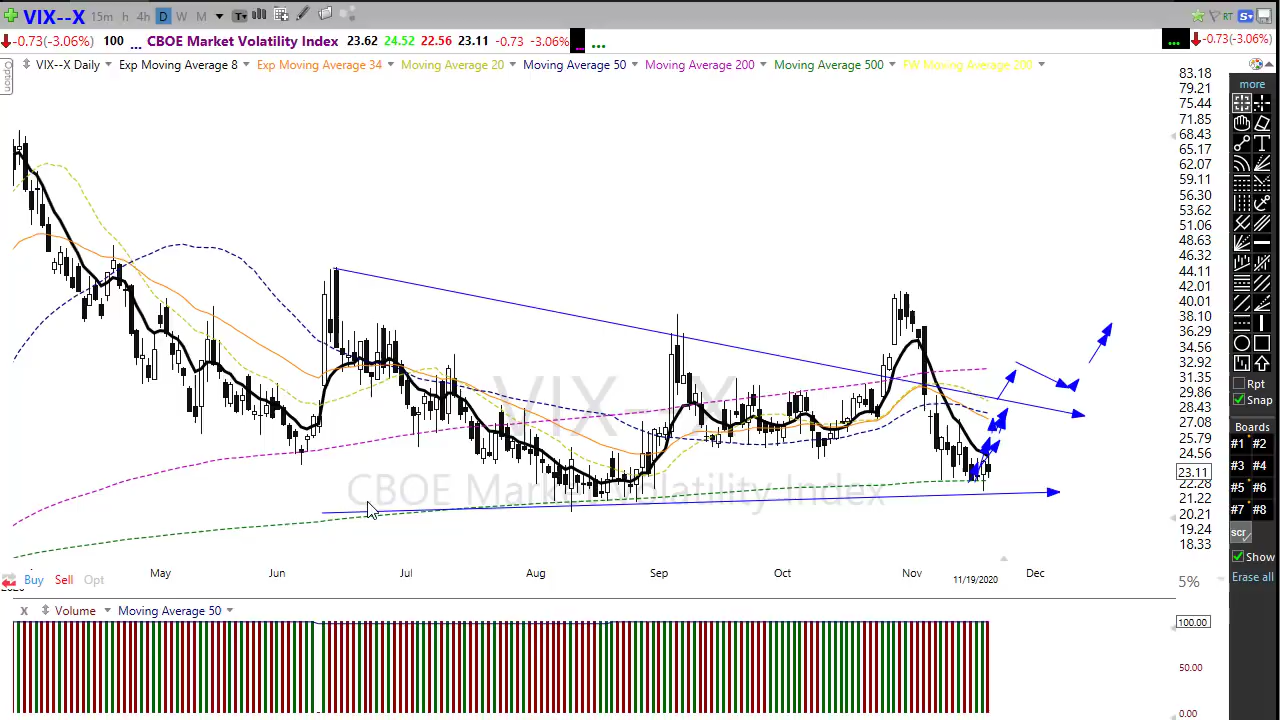 VIX--X 15m h 4h D W M T
S RT
-0.73(-3.06%) 100 ... CBOE Market Volatility Index 23.62 24.52 22.56 23.11 -0.73 -3.06% ... ... -0.73(-3.06%)
Option
VIX--X Daily Exp Moving Average 8 Exp Moving Average 34 Moving Average 20 Moving Average 50 Moving Average 200 Moving Average 500 PW Moving Average 200
83.18
79.21
75.44
71.85
68.43
65.17
62.07
59.11
56.30
53.62
51.06
48.63
46.32
44.11
42.01
40.01
38.10
36.29
34.56
32.92
31.35
29.86
28.43
27.08
25.79
24.56
23.11
22.28
21.22
20.21
19.24
18.33
VIX--X
CBOE Market Volatility Index
more
T
Rpt
Snap
Boards
#1 #2
#3 #4
#5 #6
#7 #8
scr
Show
Erase all
May Jun Jul Aug Sep Oct Nov 11/19/2020 Dec
Buy Sell Opt
5%
x Volume Moving Average 50
100.00
50.00
0.00